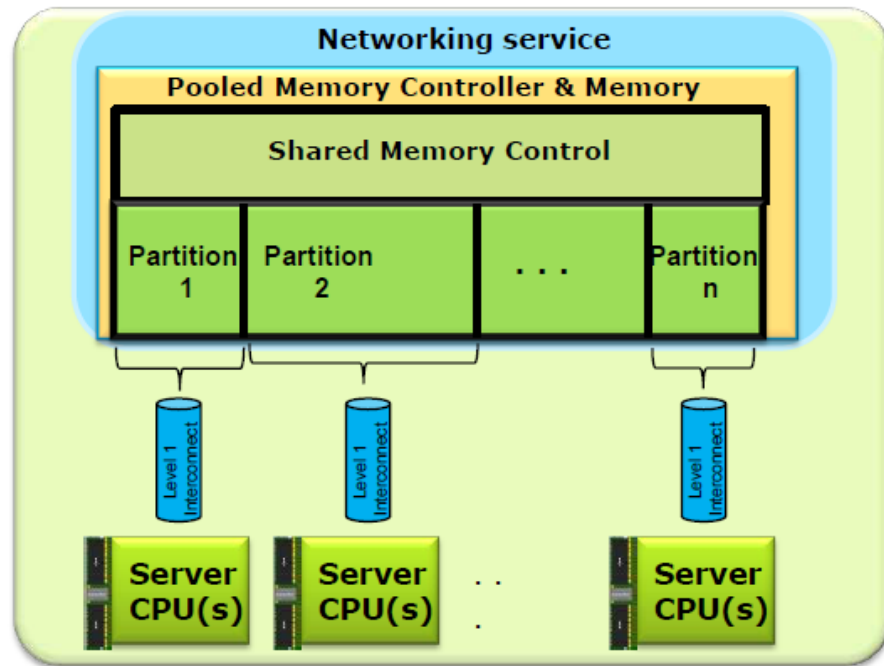 Networking service
Pooled Memory Controller & Memory
Shared Memory Control
Partition
1
Partition
2
. . .
Partition
n
Level 1
Interconnect
Level 1
Interconnect
Level 1
Interconnect
Server
CPU(s)
Server
CPU(s)
. .
.
Server
CPU(s)